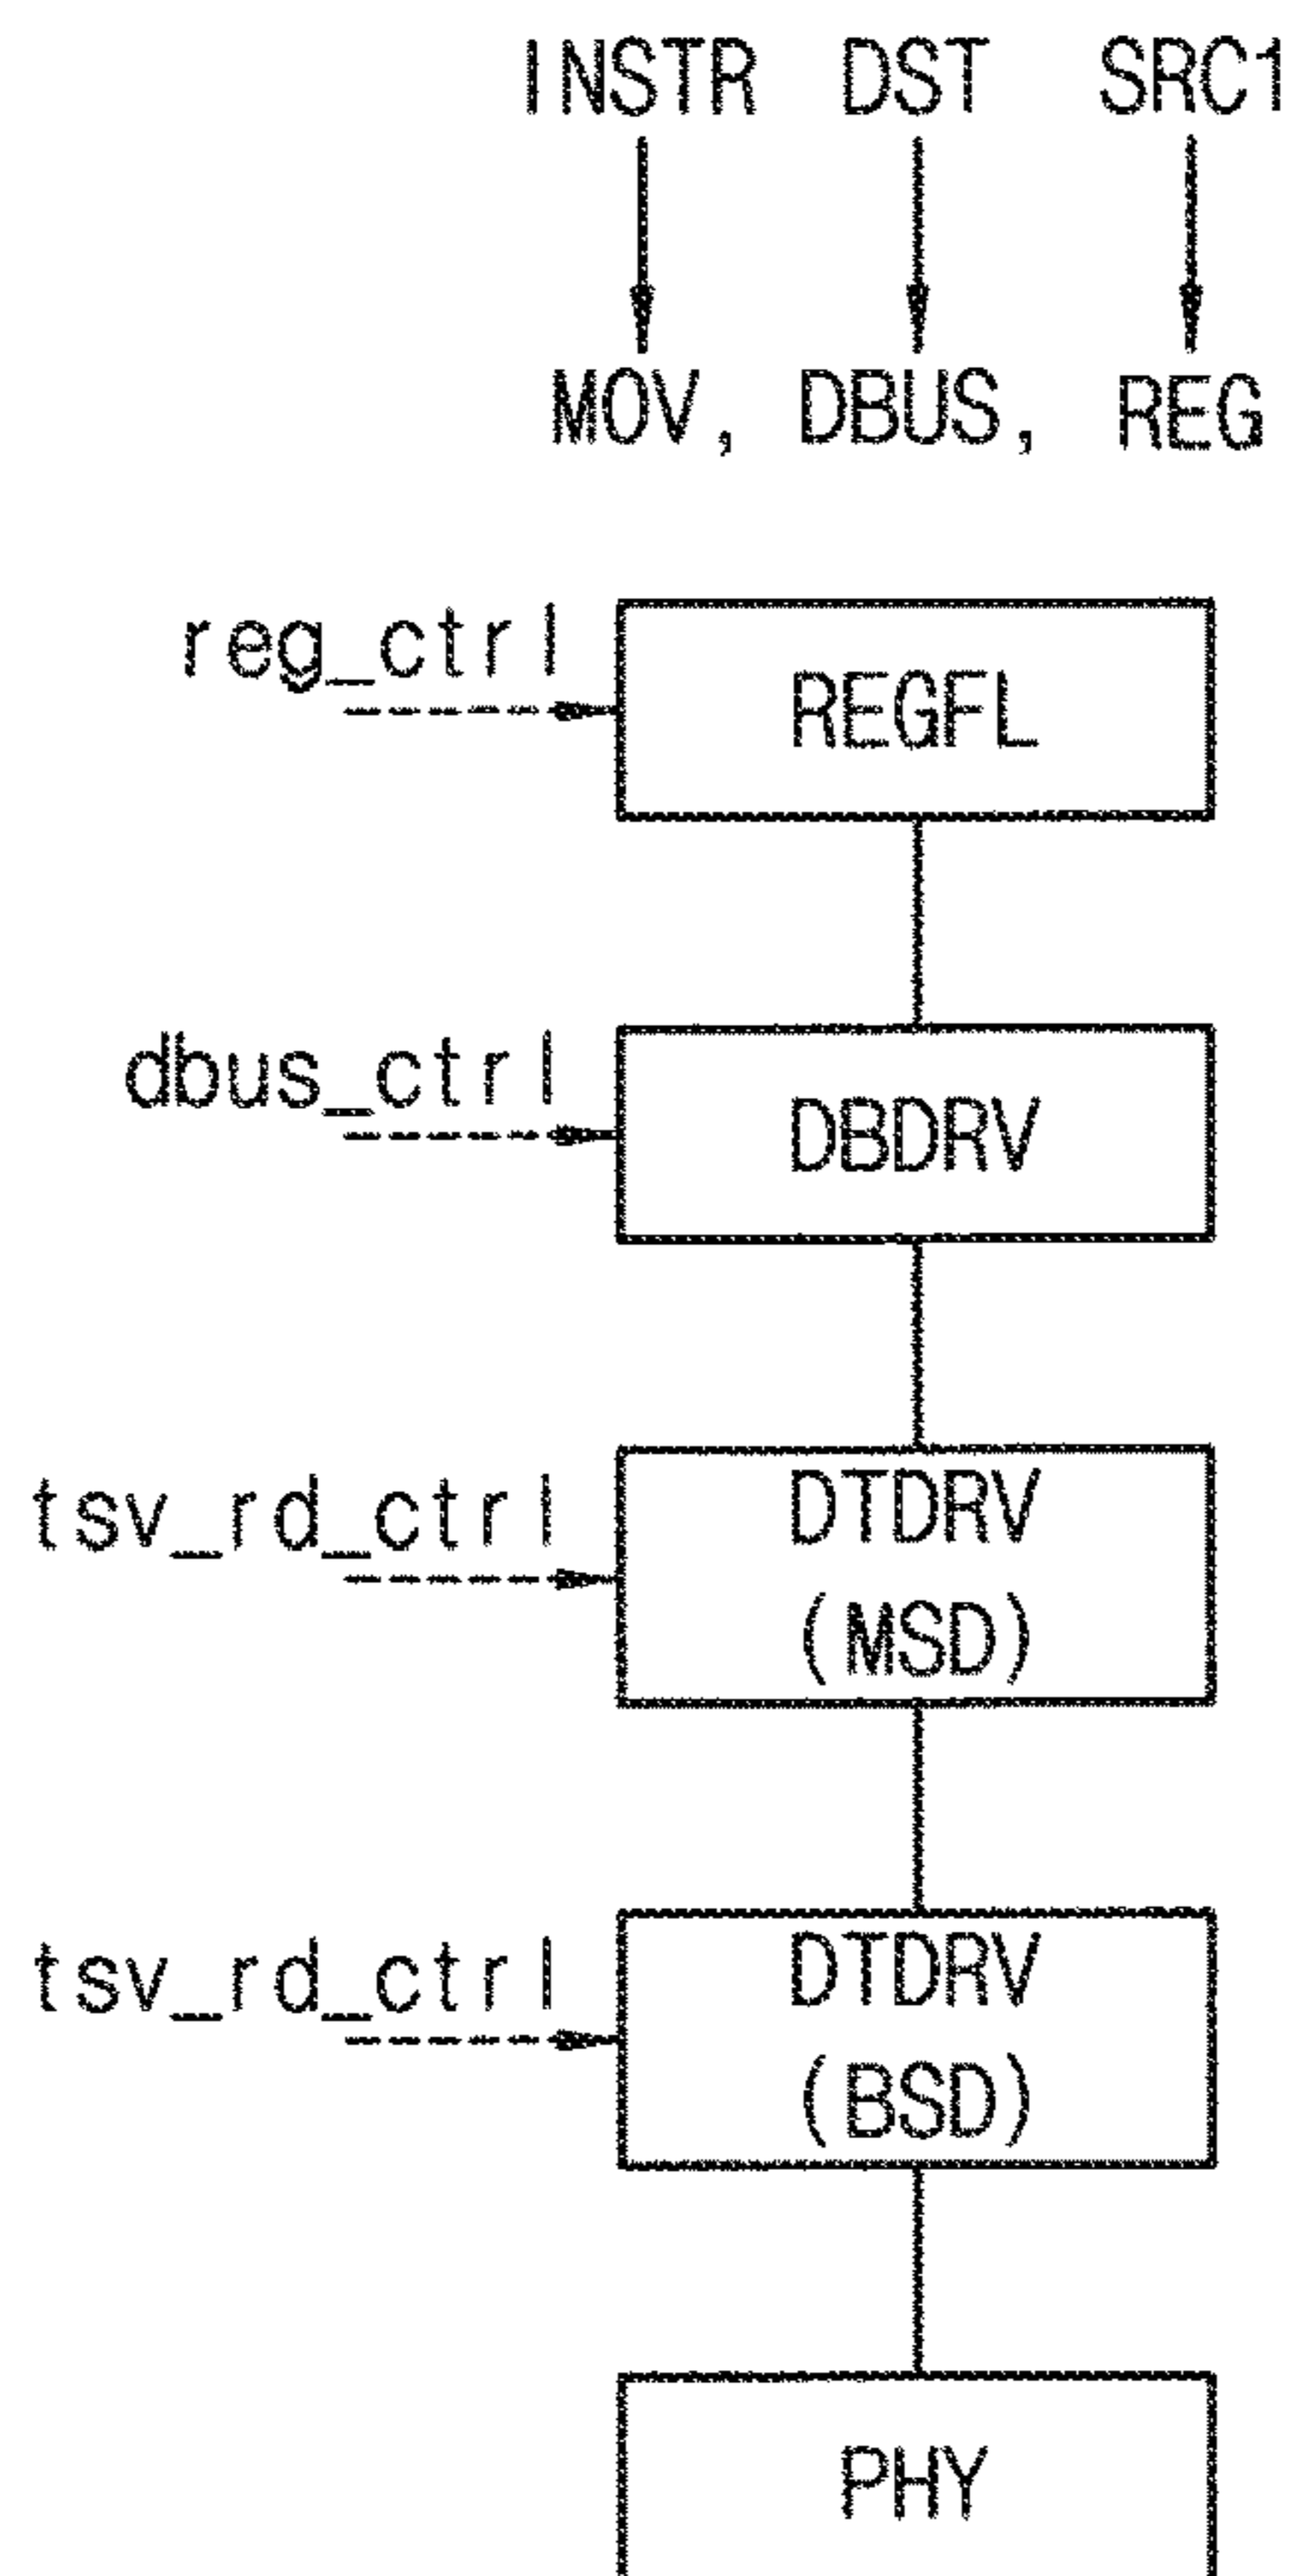 INSTR DST SRC1
MOV, DBUS, REG
reg_ctrl
REGFL
dbus_ctrl
DBDRV
tsv_rd_ctrl
DTDRV
(MSD)
tsv_rd_ctrl
DTDRV
(BSD)
PHY